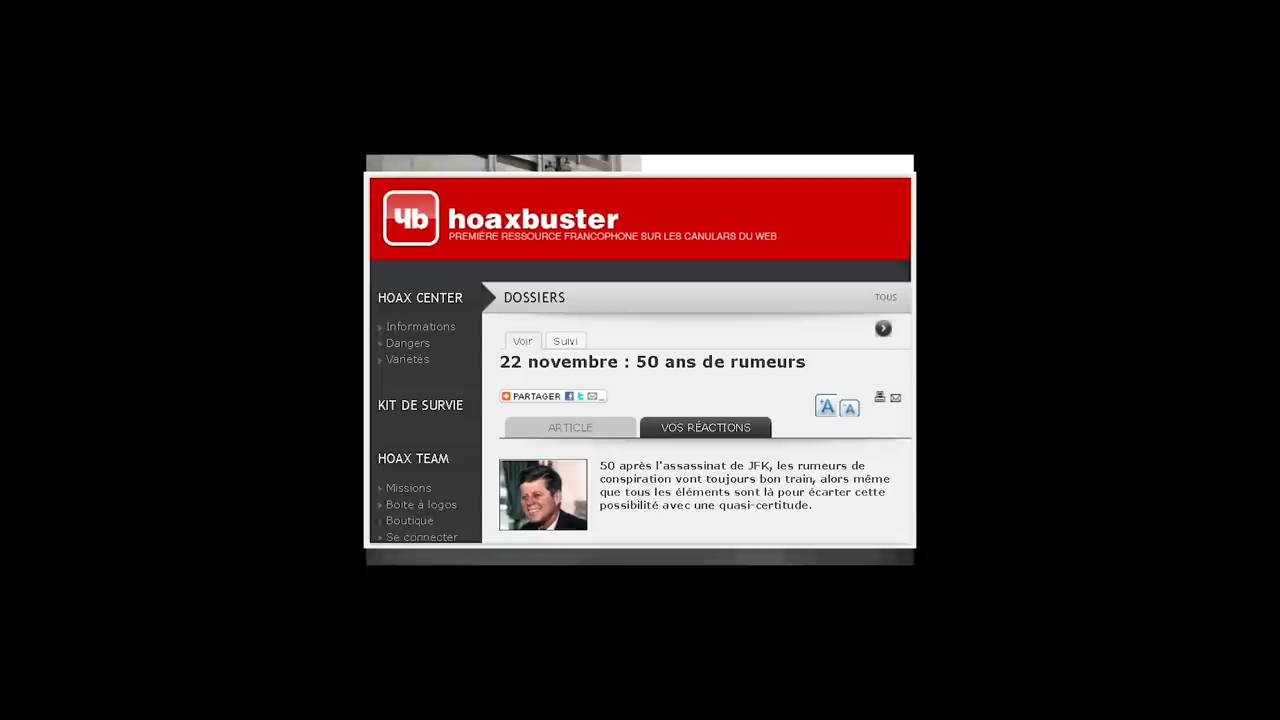 hoaxbuster
PREMIÈRE RESSOURCE FRANCOPHONE SUR LES CANULARS DU WEB
HOAX CENTER
Informations
Dangers
Variétés
KIT DE SURVIE
HOAX TEAM
Missions
Boite à logos
Boutique
Se connecter
DOSSIERS
TOUS
Voir
Suivi
22 novembre : 50 ans de rumeurs
PARTAGER
+A
-A
ARTICLE
VOS RÉACTIONS
50 après l'assassinat de JFK, les rumeurs de
conspiration vont toujours bon train, alors même
que tous les éléments sont là pour écarter cette
possibilité avec une quasi-certitude.